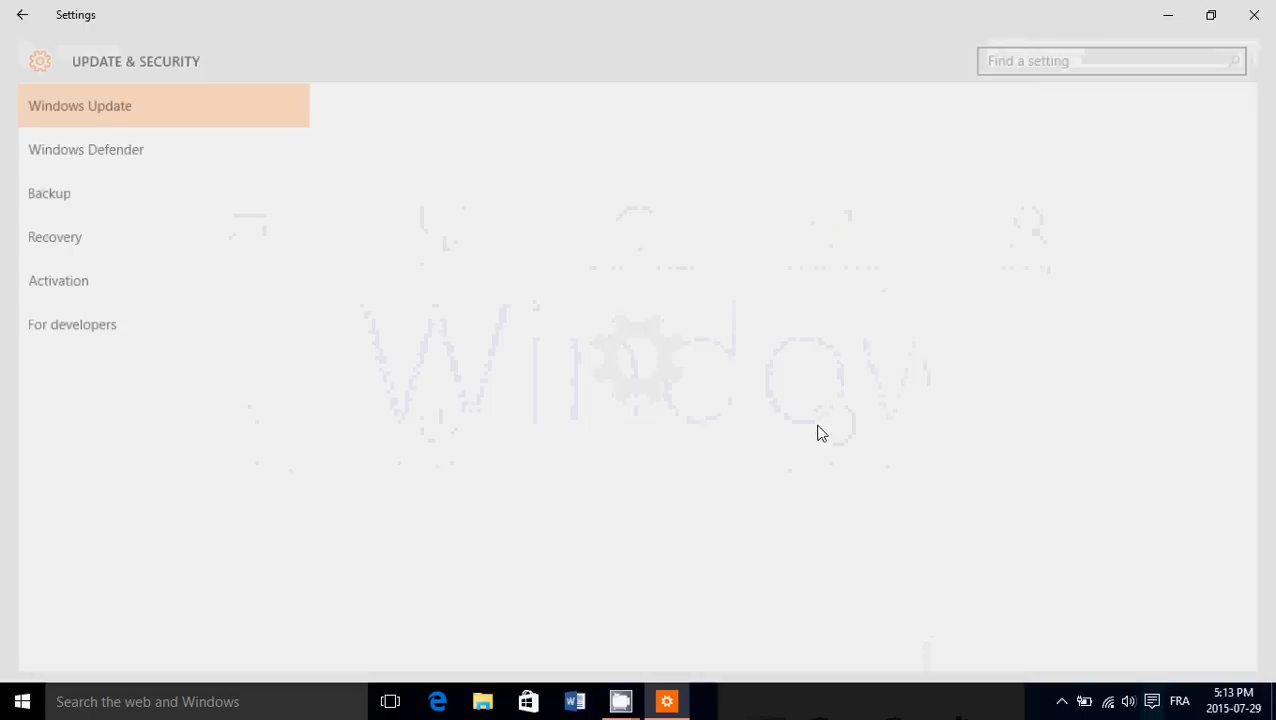 Settings
UPDATE & SECURITY
Find a setting
Windows Update
Windows Defender
Backup
Recovery
Activation
For developers
Search the web and Windows
FRA
5:13 PM
2015-07-29